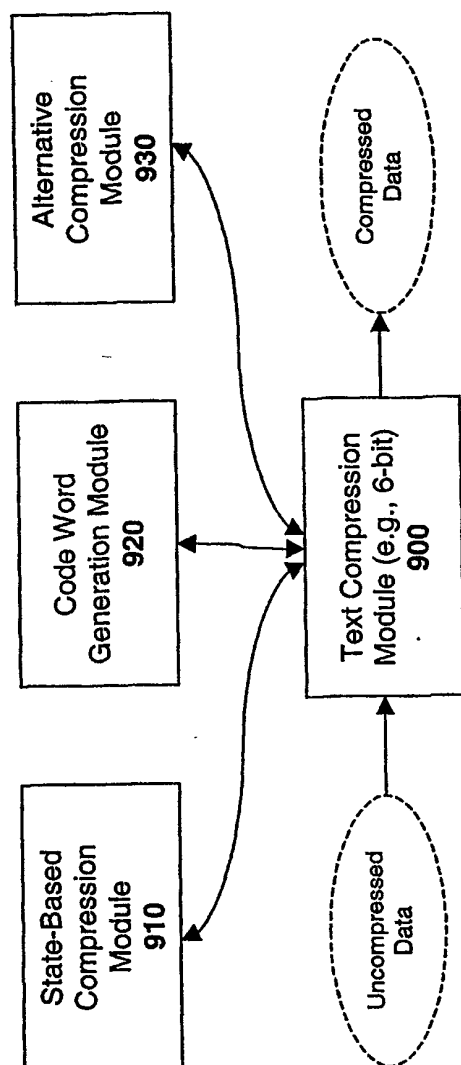 State-Based
Compression
Module
910
Code Word
Generation Module
920
Alternative
Compression
Module
930
Uncompressed
Data
Text Compression
Module (e.g., 6-bit)
900
Compressed
Data